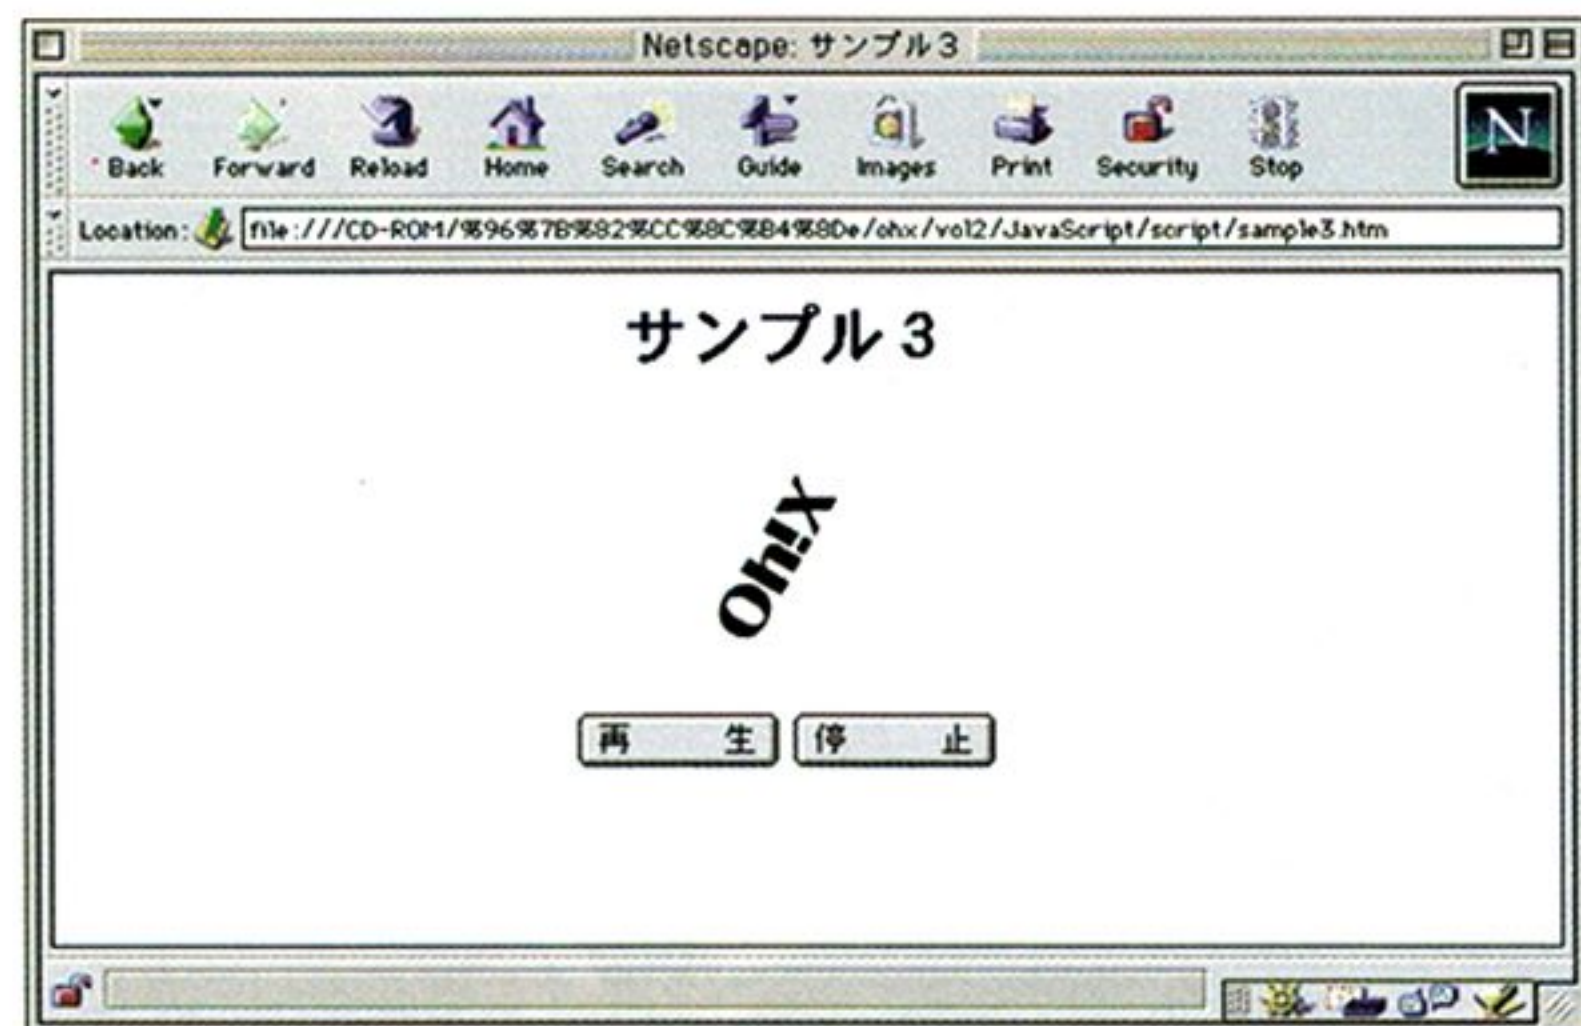 Netscape: サンプル3
Back Forward Reload Home Search Guide Images Print Security Stop
N
Location: file:///CD-ROM/%96%7B%82%CC%8C%B4%8De/ohx/vol2/JavaScript/script/sample3.htm
サンプル3
Oh!X
再 生 停 止